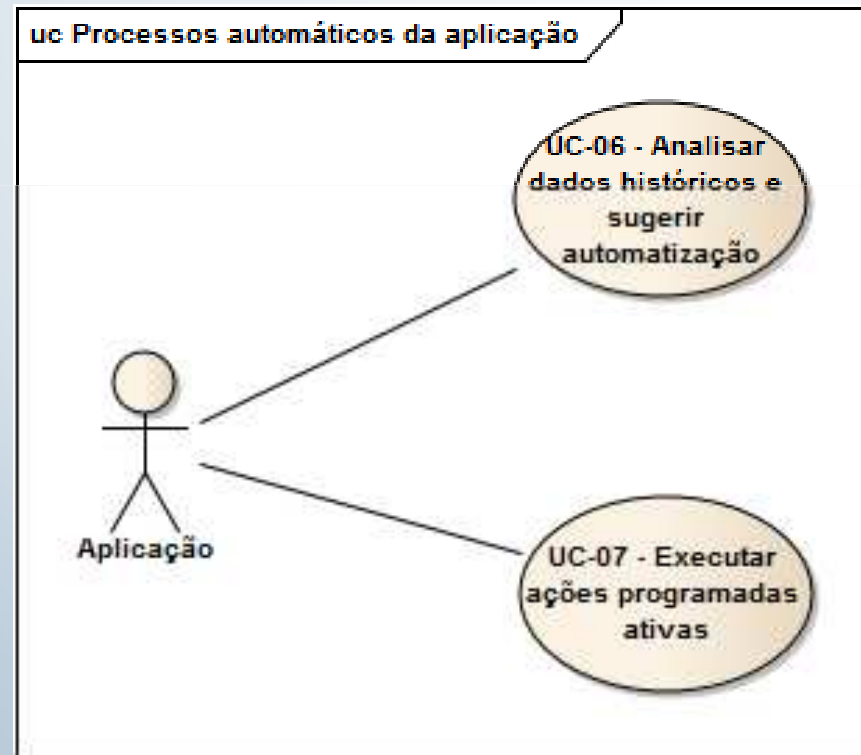 uc Processos automáticos da aplicação
UC-06 - Analisar
dados históricos e
sugerir
automatização
Aplicação
UC-07 - Executar
ações programadas
ativas